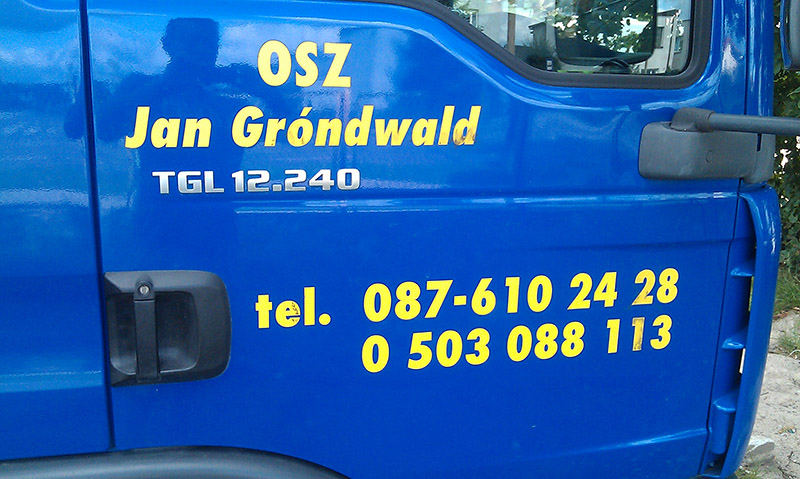 OSZ
Jan Gróndwald
TGL 12.240
tel. 087-610 24 28
0 503 088 113